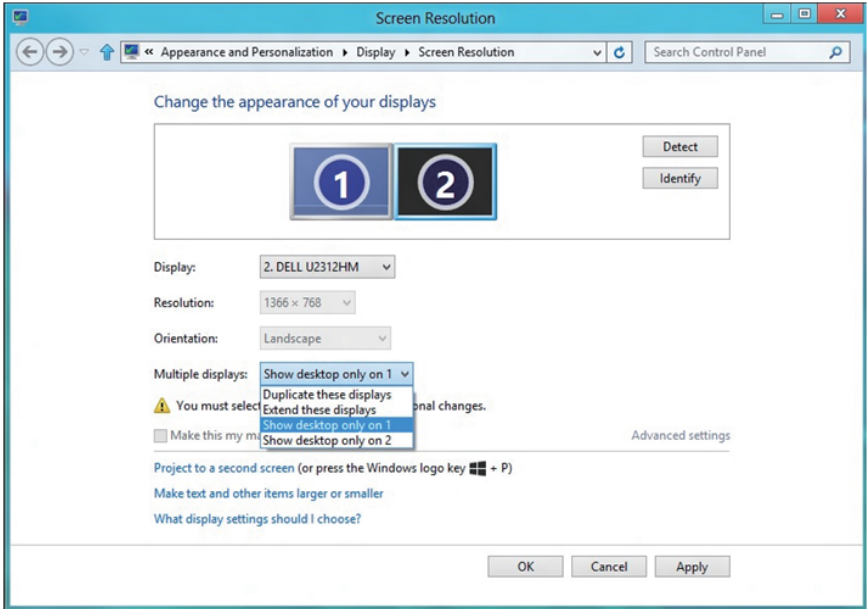 Screen Resolution
« Appearance and Personalization Display Screen Resolution Search Control Panel
Change the appearance of your displays
1 2
Detect
Identify
Display: 2. DELL U2312HM
Resolution: 1366 × 768
Orientation: Landscape
Multiple displays: Show desktop only on 1
Duplicate these displays
Extend these displays
Show desktop only on 1
Show desktop only on 2
You must changes.
Make this my Advanced settings
Project to a second screen (or press the Windows logo key + P)
Make text and other items larger or smaller
What display settings should I choose?
OK Cancel Apply